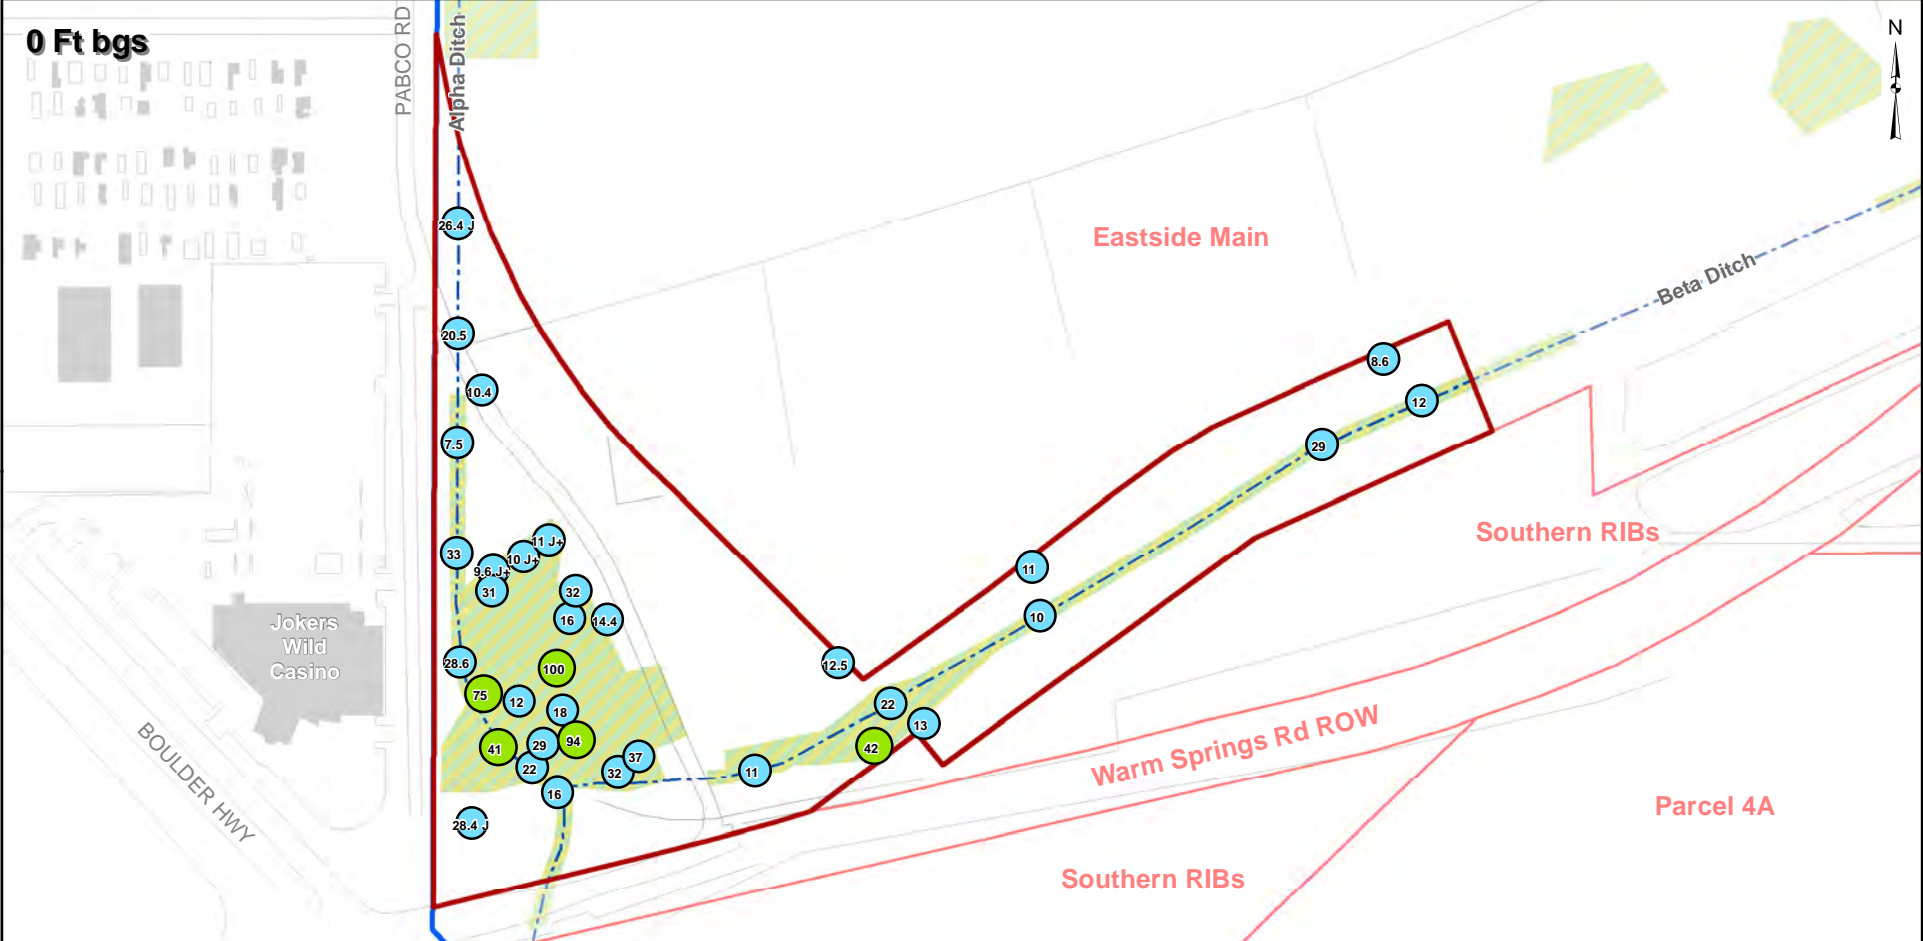 0 Ft bgs
PABCO RD
Alpha Ditch
N
26.4 J
Eastside Main
Beta Ditch
20.5
8.6
10.4
12
7.5
29
Southern RIBs
11 J+
33
10 J+
9.6 J+
11
31
32
16
14.4
10
Jokers
Wild
Casino
28.6
12.5
100
75
12
22
18
13
94
29
41
42
Warm Springs Rd ROW
37
22
32
11
BOULDER HWY
16
Parcel 4A
28.4 J
Southern RIBs